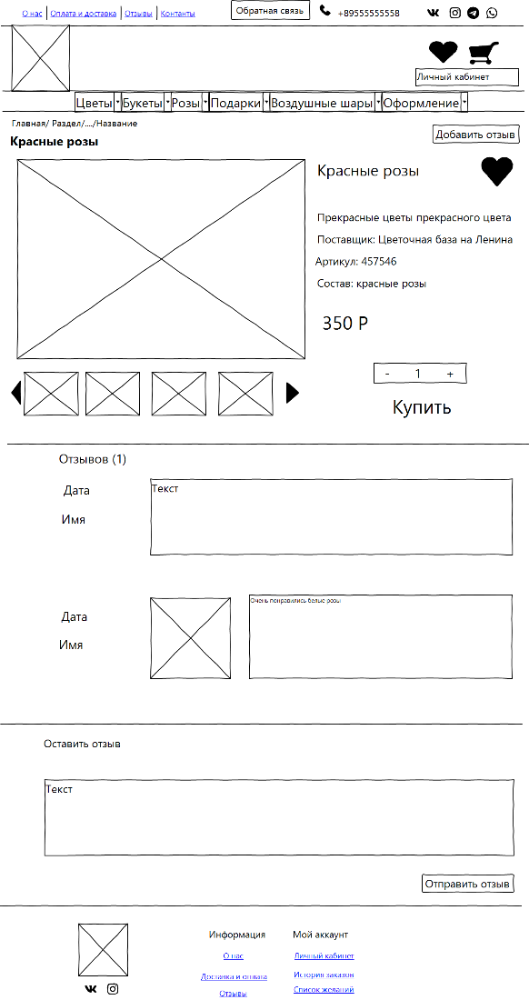 О нас Оплата и доставка Отзывы Контанты Обратная связь +89555555558
Личный кабинет
Цветы Букеты Розы Подарки Воздушные шары Оформление
Главная/ Раздел/..../Название
Красные розы
Добавить отзыв
Красные розы
Прекрасные цветы прекрасного цвета
Поставщик: Цветочная база на Ленина
Артикул: 457546
Состав: красные розы
350 Р
- 1 +
Купить
Отзывов (1)
Дата
Имя
Текст
Дата
Имя
Очень понравились белые розы
Оставить отзыв
Текст
Отправить отзыв
Информация
О нас
Доставка и оплата
Отзывы
Мой аккаунт
Личный кабинет
История заказов
Список желаний